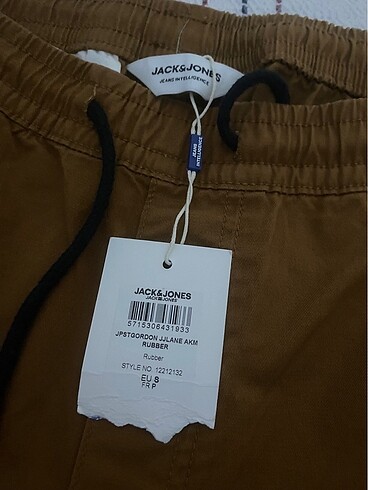 JACK&JONES
JEANS INTELLIGENCE
JEANS
INTELLIGENCE
JACK&JONES
JACK&JONES
5715306431933
JPSTGORDON JJLANE AKM
RUBBER
Rubber
STYLE NO. 12212132
EU S
FR P